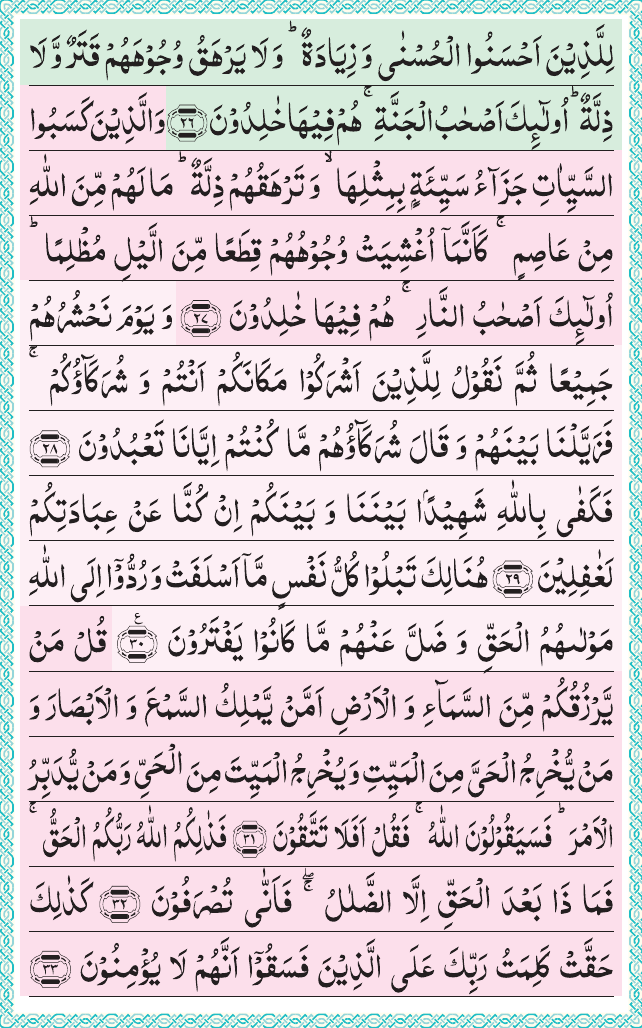 لِلَّذِيۡنَ اَحۡسَنُوا الۡحُسۡنٰى وَزِيَادَةٌ ؕ وَلَا يَرۡهَقُ وُجُوۡهَهُمۡ قَتَرٌ وَّلَا
ذِلَّةٌ ؕ اُولٰٓئِكَ اَصۡحٰبُ الۡجَنَّةِ ۚ هُمۡ فِيۡهَا خٰلِدُوۡنَ ﴿۲۶﴾ وَالَّذِيۡنَ كَسَبُوا
السَّيِّاٰتِ جَزَآءُ سَيِّئَةٍۢ بِمِثۡلِهَا ۙ وَتَرۡهَقُهُمۡ ذِلَّةٌ ؕ مَا لَهُمۡ مِّنَ اللّٰهِ
مِنۡ عَاصِمٍ ۚ كَاَنَّمَاۤ اُغۡشِيَتۡ وُجُوۡهُهُمۡ قِطَعًا مِّنَ الَّيۡلِ مُظۡلِمًا ؕ
اُولٰٓئِكَ اَصۡحٰبُ النَّارِ ۚ هُمۡ فِيۡهَا خٰلِدُوۡنَ ﴿۲۷﴾ وَيَوۡمَ نَحۡشُرُهُمۡ
جَمِيۡعًا ثُمَّ نَقُوۡلُ لِلَّذِيۡنَ اَشۡرَكُوۡا مَكَانَكُمۡ اَنۡتُمۡ وَ شُرَكَآؤُكُمۡ ۚ
فَزَيَّلۡنَا بَيۡنَهُمۡ وَ قَالَ شُرَكَآؤُهُمۡ مَّا كُنۡتُمۡ اِيَّانَا تَعۡبُدُوۡنَ ﴿۲۸﴾
فَكَفٰى بِاللّٰهِ شَهِيۡدًۢا بَيۡنَنَا وَ بَيۡنَكُمۡ اِنۡ كُنَّا عَنۡ عِبَادَتِكُمۡ
لَغٰفِلِيۡنَ ﴿۲۹﴾ هُنَالِكَ تَبۡلُوۡا كُلُّ نَفۡسٍ مَّاۤ اَسۡلَفَتۡ وَرُدُّوۡۤا اِلَى اللّٰهِ
مَوۡلٰٮهُمُ الۡحَقِّ وَ ضَلَّ عَنۡهُمۡ مَّا كَانُوۡا يَفۡتَرُوۡنَ ﴿۳۰﴾ ع قُلۡ مَنۡ
يَّرۡزُقُكُمۡ مِّنَ السَّمَآءِ وَ الۡاَرۡضِ اَمَّنۡ يَّمۡلِكُ السَّمۡعَ وَ الۡاَبۡصَارَ وَ
مَنۡ يُّخۡرِجُ الۡحَىَّ مِنَ الۡمَيِّتِ وَيُخۡرِجُ الۡمَيِّتَ مِنَ الۡحَىِّ وَمَنۡ يُّدَبِّرُ
الۡاَمۡرَ ؕ فَسَيَقُوۡلُوۡنَ اللّٰهُ ۚ فَقُلۡ اَفَلَا تَتَّقُوۡنَ ﴿۳۱﴾ فَذٰلِكُمُ اللّٰهُ رَبُّكُمُ الۡحَقُّ ۚ
فَمَا ذَا بَعۡدَ الۡحَقِّ اِلَّا الضَّلٰلُ ۖۚ فَاَنّٰى تُصۡرَفُوۡنَ ﴿۳۲﴾ كَذٰلِكَ
حَقَّتۡ كَلِمَتُ رَبِّكَ عَلَى الَّذِيۡنَ فَسَقُوۡۤا اَنَّهُمۡ لَا يُؤۡمِنُوۡنَ ﴿۳۳﴾